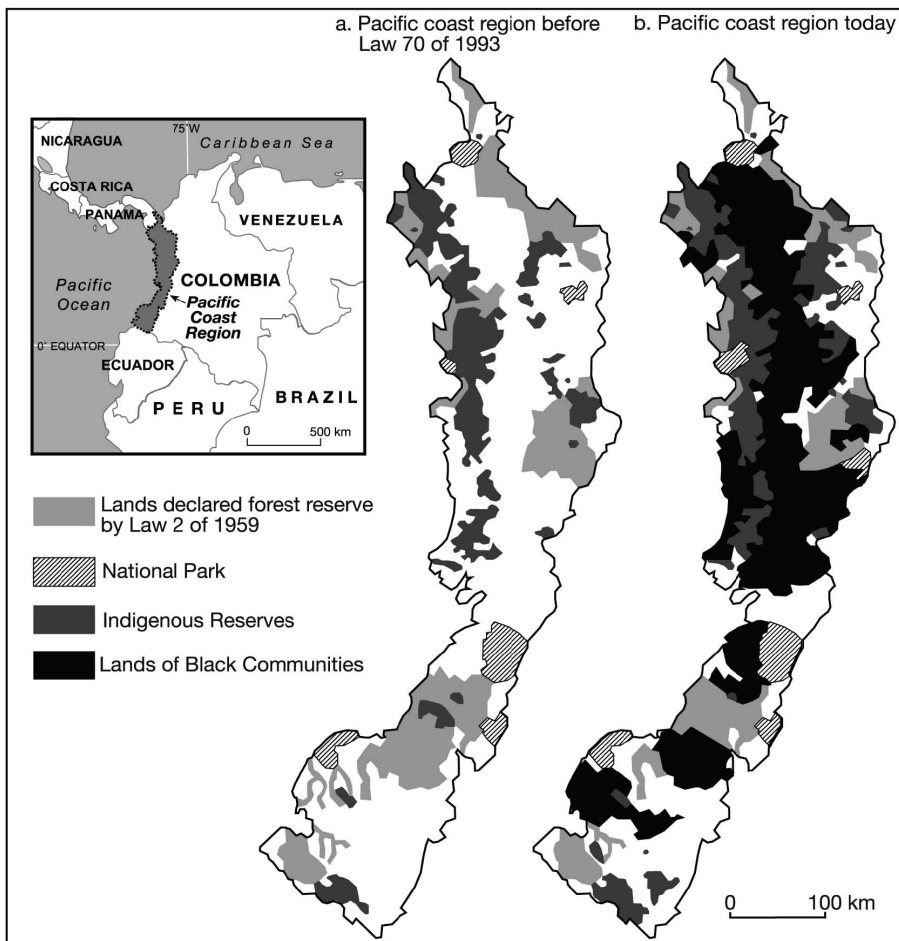 a. Pacific coast region before
Law 70 of 1993
b. Pacific coast region today
75°W
Caribbean Sea
NICARAGUA
COSTA RICA
PANAMA
VENEZUELA
Pacific
Ocean
COLOMBIA
Pacific
Coast
Region
0° EQUATOR
ECUADOR
PERU
BRAZIL
0 500 km
Lands declared forest reserve
by Law 2 of 1959
National Park
Indigenous Reserves
Lands of Black Communities
0 100 km